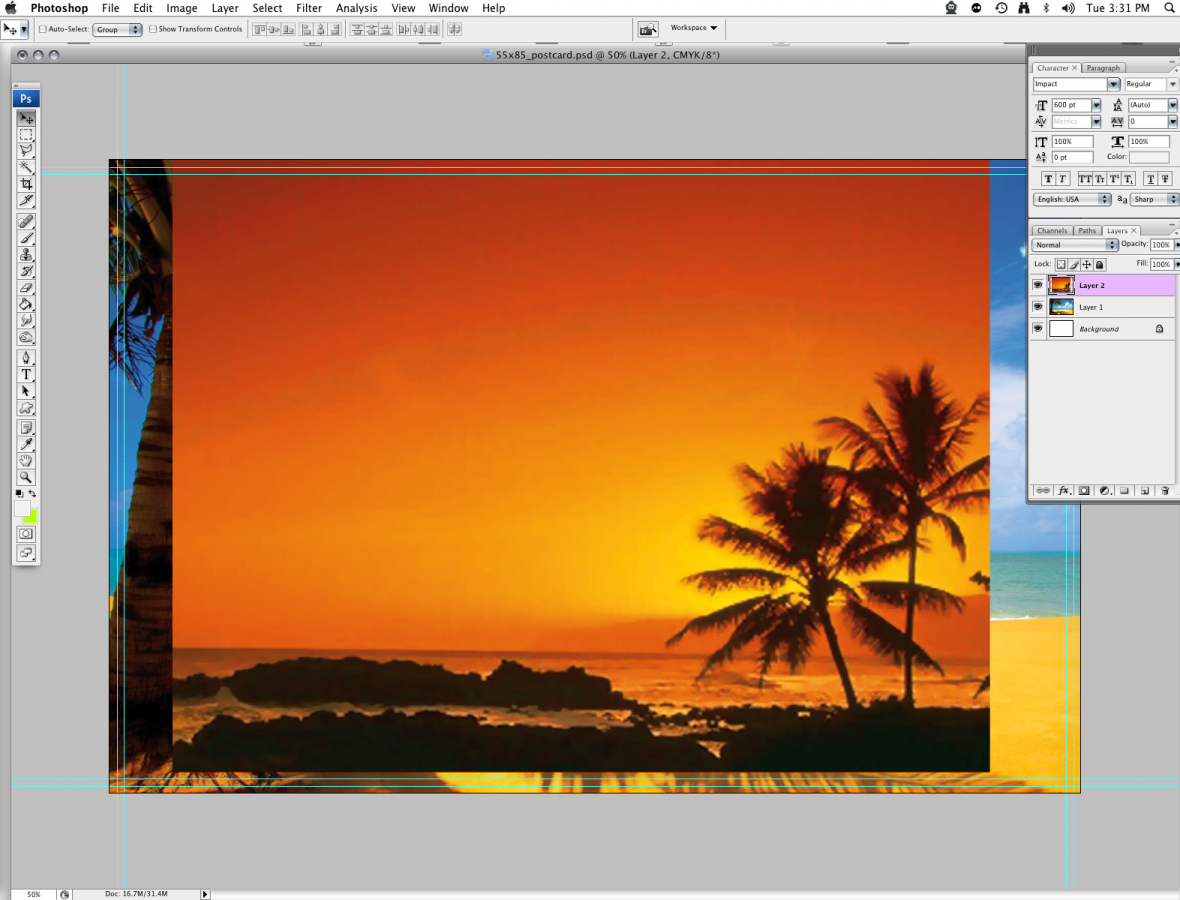 Photoshop File Edit Image Layer Select Filter Analysis View Window Help Tue 3:31 PM
Auto-Select: Group Show Transform Controls Workspace
55x85_postcard.psd @ 50% (Layer 2, CMYK/8*)
Ps
Character Paragraph
Impact Regular
600 pt (Auto)
Metrics 0
100% 100%
0 pt Color:
T T TT Tr T¹ T₁ T T
English: USA aa Sharp
Channels Paths Layers
Normal Opacity: 100%
Lock: Fill: 100%
Layer 2
Layer 1
Background
50% Doc: 16.7M/31.4M